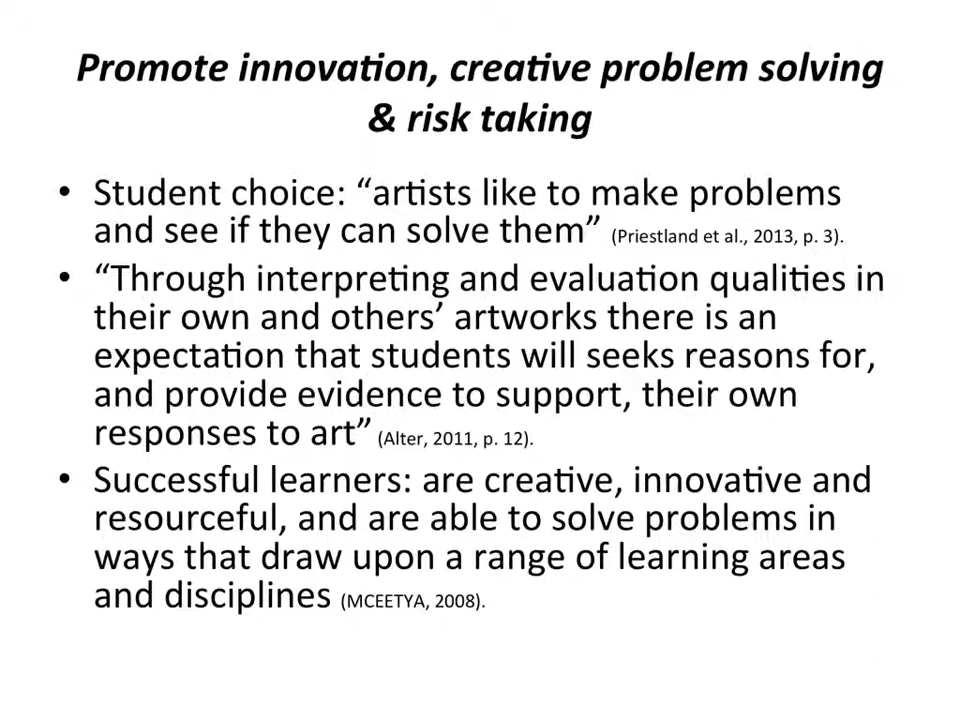 Promote innovation, creative problem solving
& risk taking
• Student choice: “artists like to make problems
and see if they can solve them” (Priestland et al., 2013, p. 3).
• “Through interpreting and evaluation qualities in
their own and others’ artworks there is an
expectation that students will seeks reasons for,
and provide evidence to support, their own
responses to art” (Alter, 2011, p. 12).
• Successful learners: are creative, innovative and
resourceful, and are able to solve problems in
ways that draw upon a range of learning areas
and disciplines (MCEETYA, 2008).